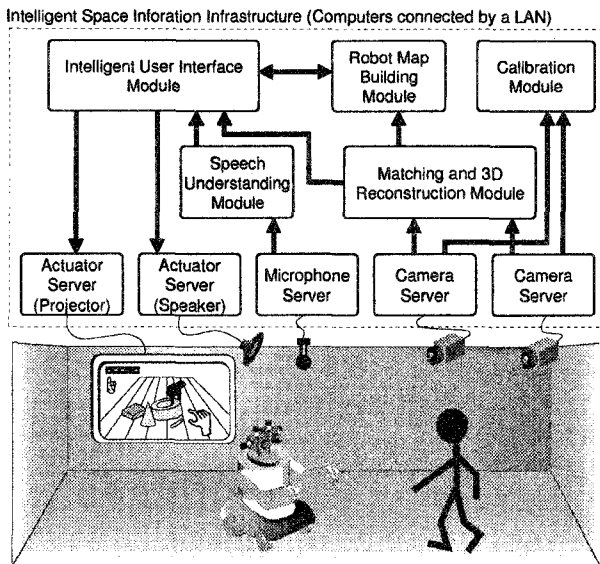 Intelligent Space Inforation Infrastructure (Computers connected by a LAN)
Intelligent User Interface
Module
Robot Map
Building
Module
Calibration
Module
Speech
Understanding
Module
Matching and 3D
Reconstruction Module
Actuator
Server
(Projector)
Actuator
Server
(Speaker)
Microphone
Server
Camera
Server
Camera
Server